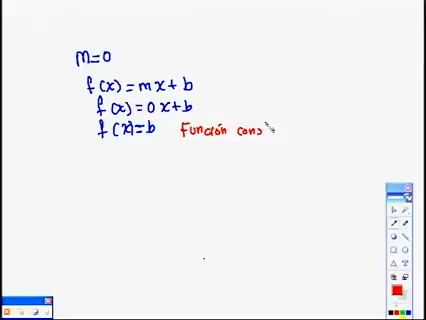 m=0
f(x)=mx+b
f(x)=0x+b
f(x)=b Función cons